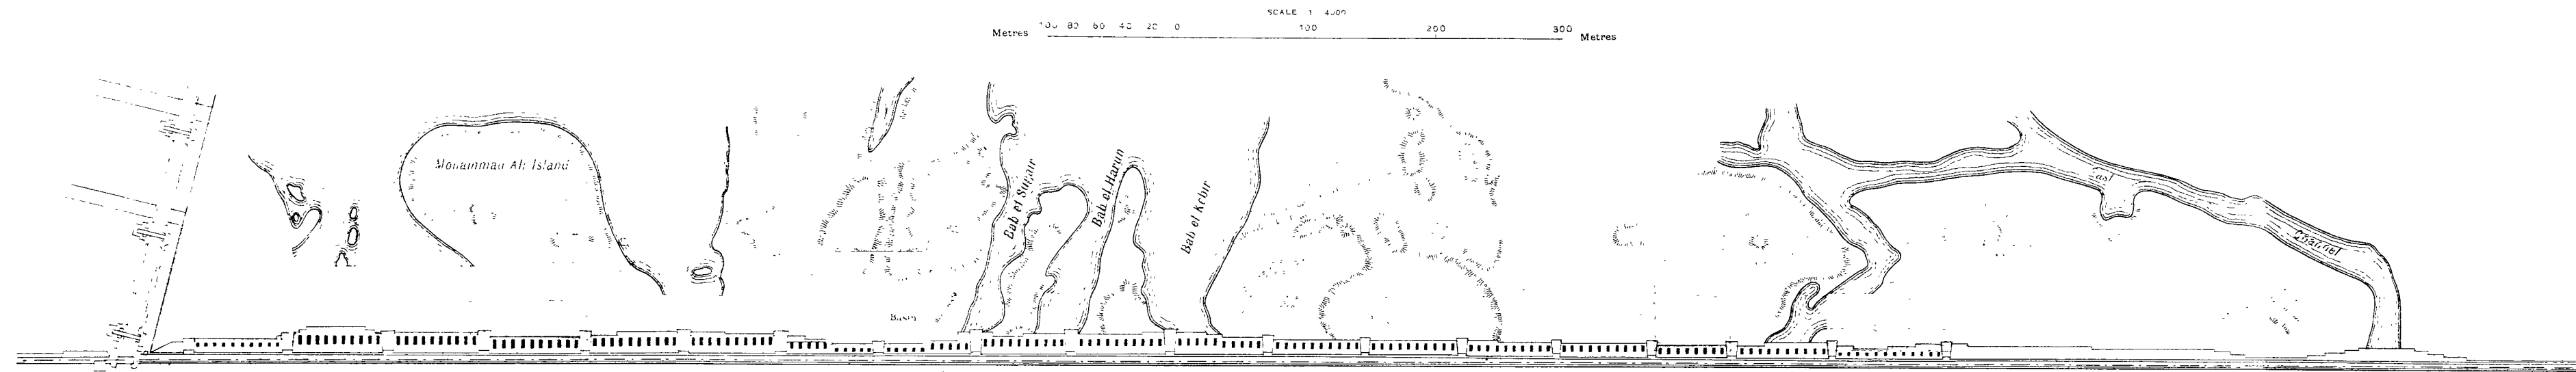 SCALE 1 4000
Metres 100 80 60 40 20 0 100 200 300 Metres
Mohammad Ali Island
Bab el Sugair
Bab el Harun
Bab el Kebir
East
Channel
Basin